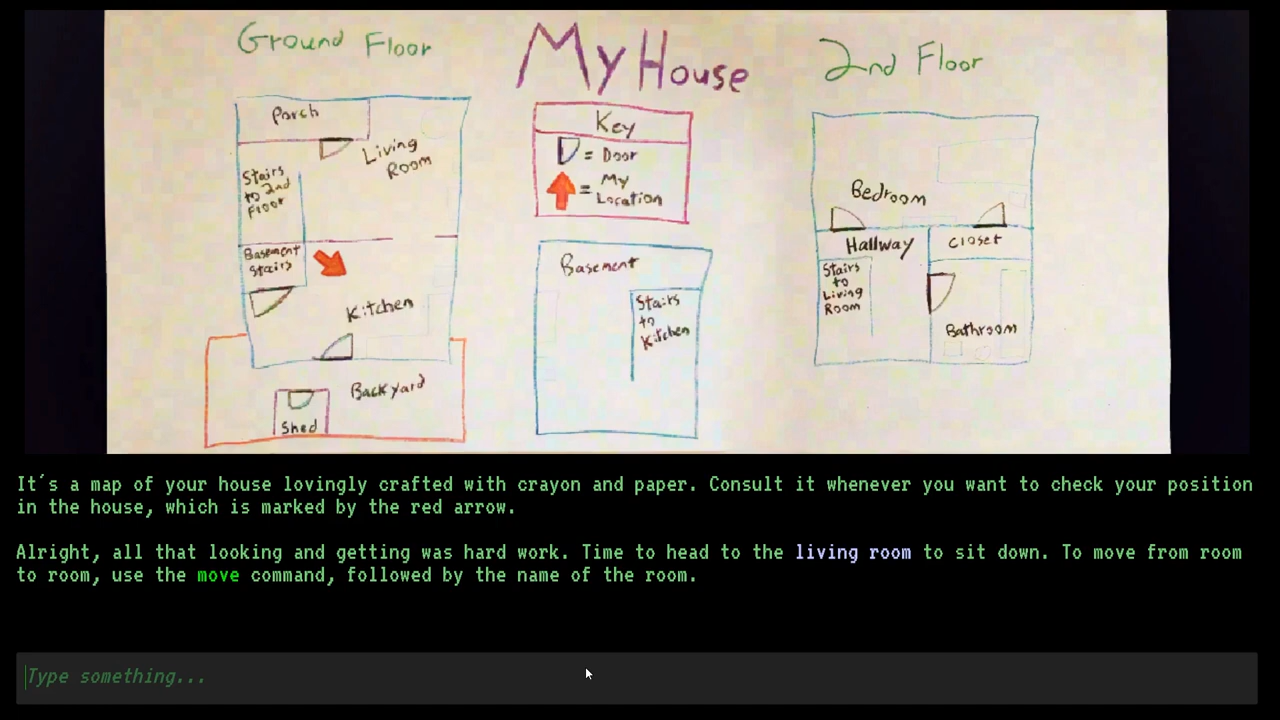 Ground Floor
My House
2nd Floor
Porch
Living
Room
Stairs
to 2nd
Floor
Basement
Stairs
Kitchen
Backyard
Shed
Key
= Door
= My
Location
Basement
Stairs
to
Kitchen
Bedroom
Hallway
Closet
Stairs
to
Living
Room
Bathroom
It´s a map of your house lovingly crafted with crayon and paper. Consult it whenever you want to check your position
in the house, which is marked by the red arrow.
Alright, all that looking and getting was hard work. Time to head to the living room to sit down. To move from room
to room, use the move command, followed by the name of the room.
Type something...